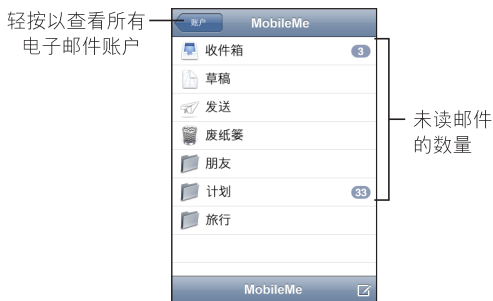 轻按以查看所有
电子邮件账户
账户
MobileMe
收件箱
3
草稿
发送
废纸篓
朋友
计划
33
旅行
MobileMe
未读邮件
的数量